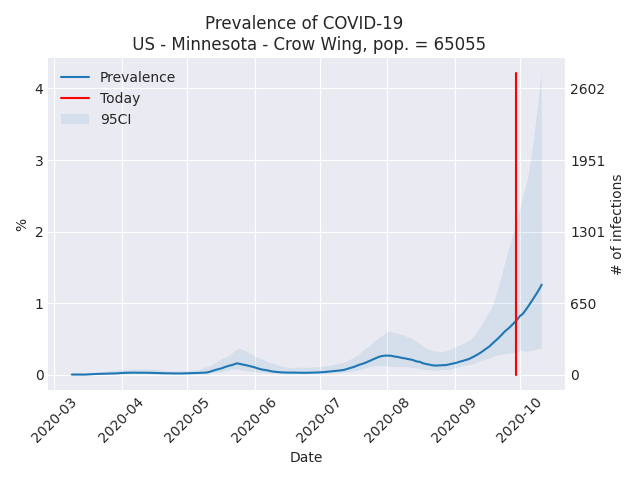 Prevalence of COVID-19
US - Minnesota - Crow Wing, pop. = 65055
Prevalence
Today
95CI
4
3
2
1
0
%
2602
1951
1301
650
0
# of infections
2020-03
2020-04
2020-05
2020-06
2020-07
2020-08
2020-09
2020-10
Date